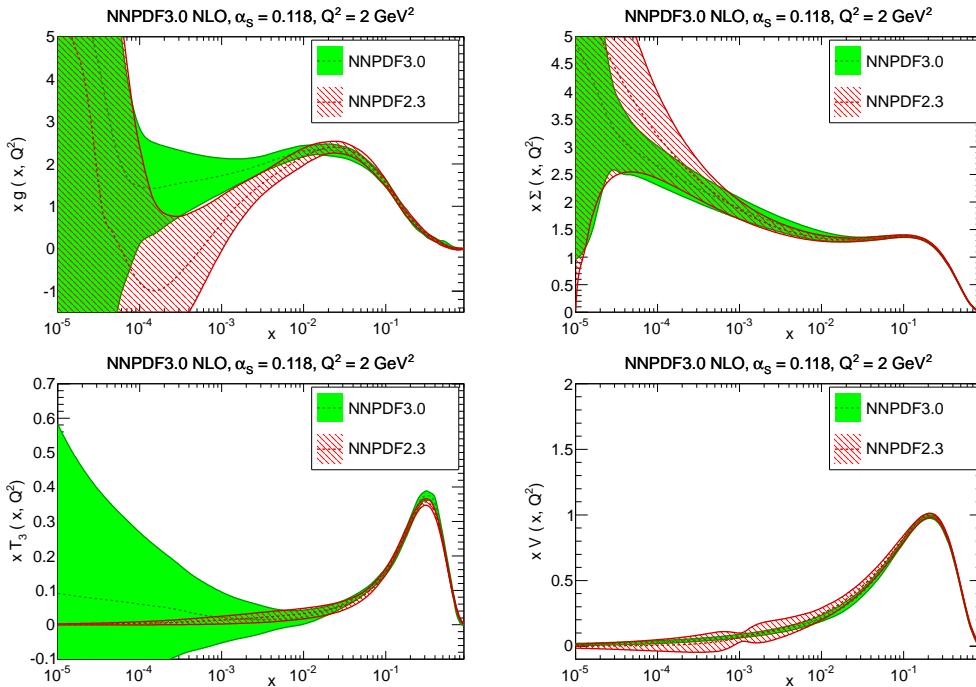 NNPDF3.0 NLO, αS = 0.118, Q² = 2 GeV²
x g ( x, Q²)
5
4
3
2
1
0
-1
NNPDF3.0
NNPDF2.3
10⁻⁵ 10⁻⁴ 10⁻³ 10⁻² 10⁻¹
x
NNPDF3.0 NLO, αS = 0.118, Q² = 2 GeV²
x Σ ( x, Q²)
5
4.5
4
3.5
3
2.5
2
1.5
1
0.5
0
NNPDF3.0
NNPDF2.3
10⁻⁵ 10⁻⁴ 10⁻³ 10⁻² 10⁻¹
x
NNPDF3.0 NLO, αS = 0.118, Q² = 2 GeV²
x T₃ ( x, Q²)
0.7
0.6
0.5
0.4
0.3
0.2
0.1
0
-0.1
NNPDF3.0
NNPDF2.3
10⁻⁵ 10⁻⁴ 10⁻³ 10⁻² 10⁻¹
x
NNPDF3.0 NLO, αS = 0.118, Q² = 2 GeV²
x V ( x, Q²)
2
1.5
1
0.5
0
NNPDF3.0
NNPDF2.3
10⁻⁵ 10⁻⁴ 10⁻³ 10⁻² 10⁻¹
x